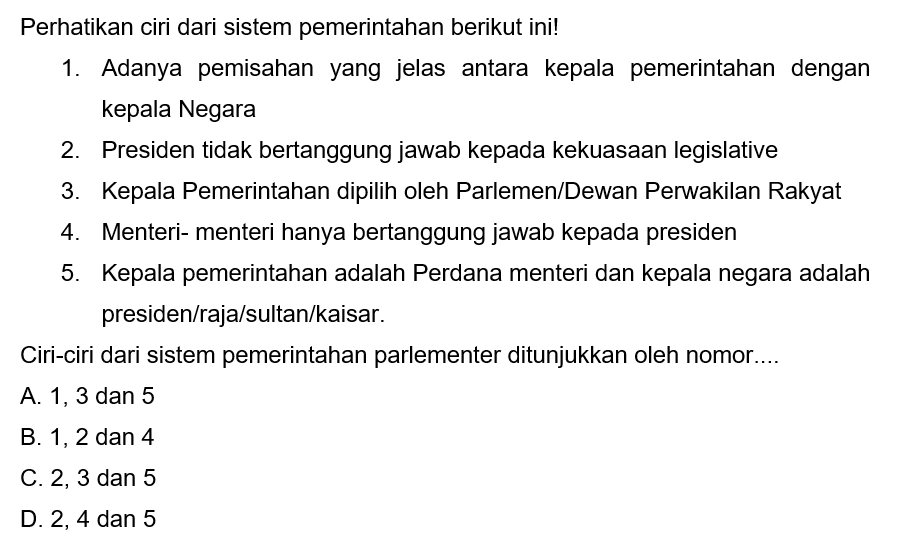 Perhatikan ciri dari sistem pemerintahan berikut ini!
1. Adanya pemisahan yang jelas antara kepala pemerintahan dengan
kepala Negara
2. Presiden tidak bertanggung jawab kepada kekuasaan legislative
3. Kepala Pemerintahan dipilih oleh Parlemen/Dewan Perwakilan Rakyat
4. Menteri- menteri hanya bertanggung jawab kepada presiden
5. Kepala pemerintahan adalah Perdana menteri dan kepala negara adalah
presiden/raja/sultan/kaisar.
Ciri-ciri dari sistem pemerintahan parlementer ditunjukkan oleh nomor....
A. 1, 3 dan 5
B. 1, 2 dan 4
C. 2, 3 dan 5
D. 2, 4 dan 5